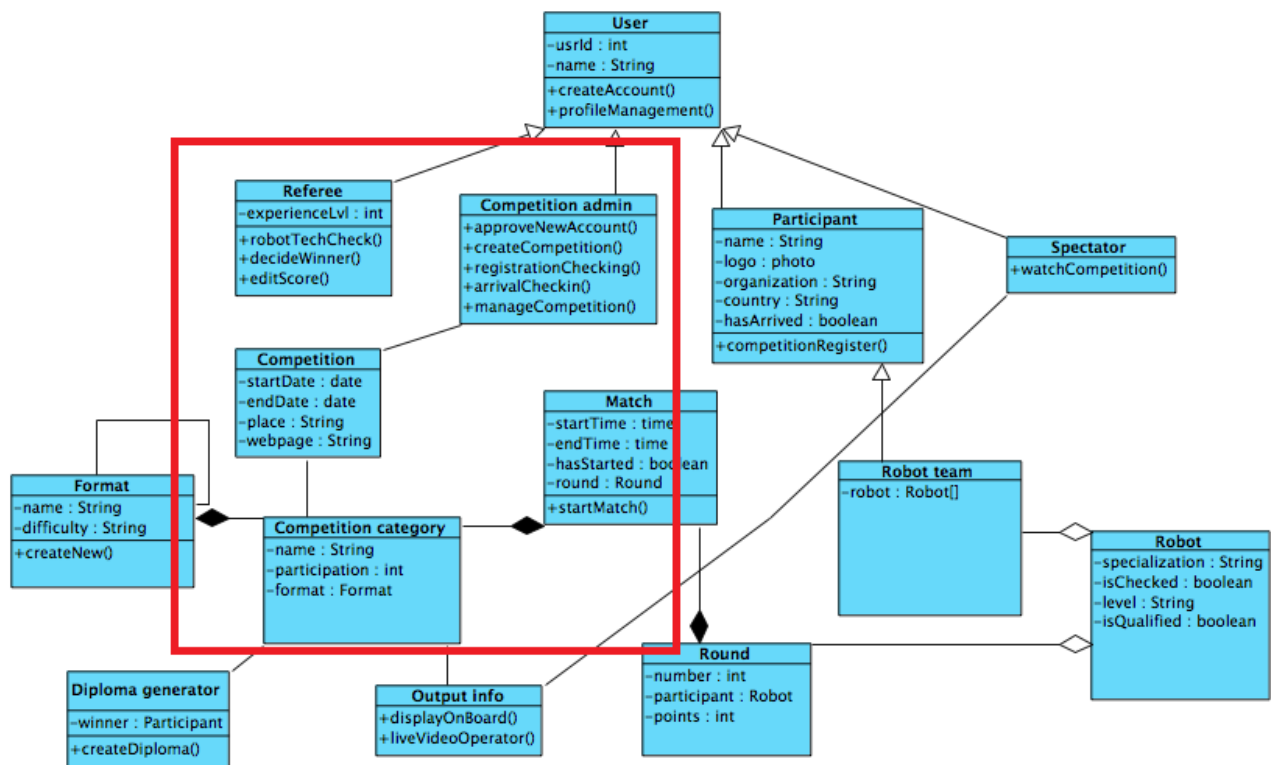 User
-usrId : int
-name : String
+createAccount()
+profileManagement()
Referee
-experienceLvl : int
+robotTechCheck()
+decideWinner()
+editScore()
Competition admin
+approveNewAccount()
+createCompetition()
+registrationChecking()
+arrivalCheckin()
+manageCompetition()
Participant
-name : String
-logo : photo
-organization : String
-country : String
-hasArrived : boolean
+competitionRegister()
Spectator
+watchCompetition()
Competition
-startDate : date
-endDate : date
-place : String
-webpage : String
Match
-startTime : time
-endTime : time
-hasStarted : boolean
-round : Round
+startMatch()
Format
-name : String
-difficulty : String
+createNew()
Competition category
-name : String
-participation : int
-format : Format
Robot team
-robot : Robot[]
Robot
-specialization : String
-isChecked : boolean
-level : String
-isQualified : boolean
Diploma generator
-winner : Participant
+createDiploma()
Output info
+displayOnBoard()
+liveVideoOperator()
Round
-number : int
-participant : Robot
-points : int